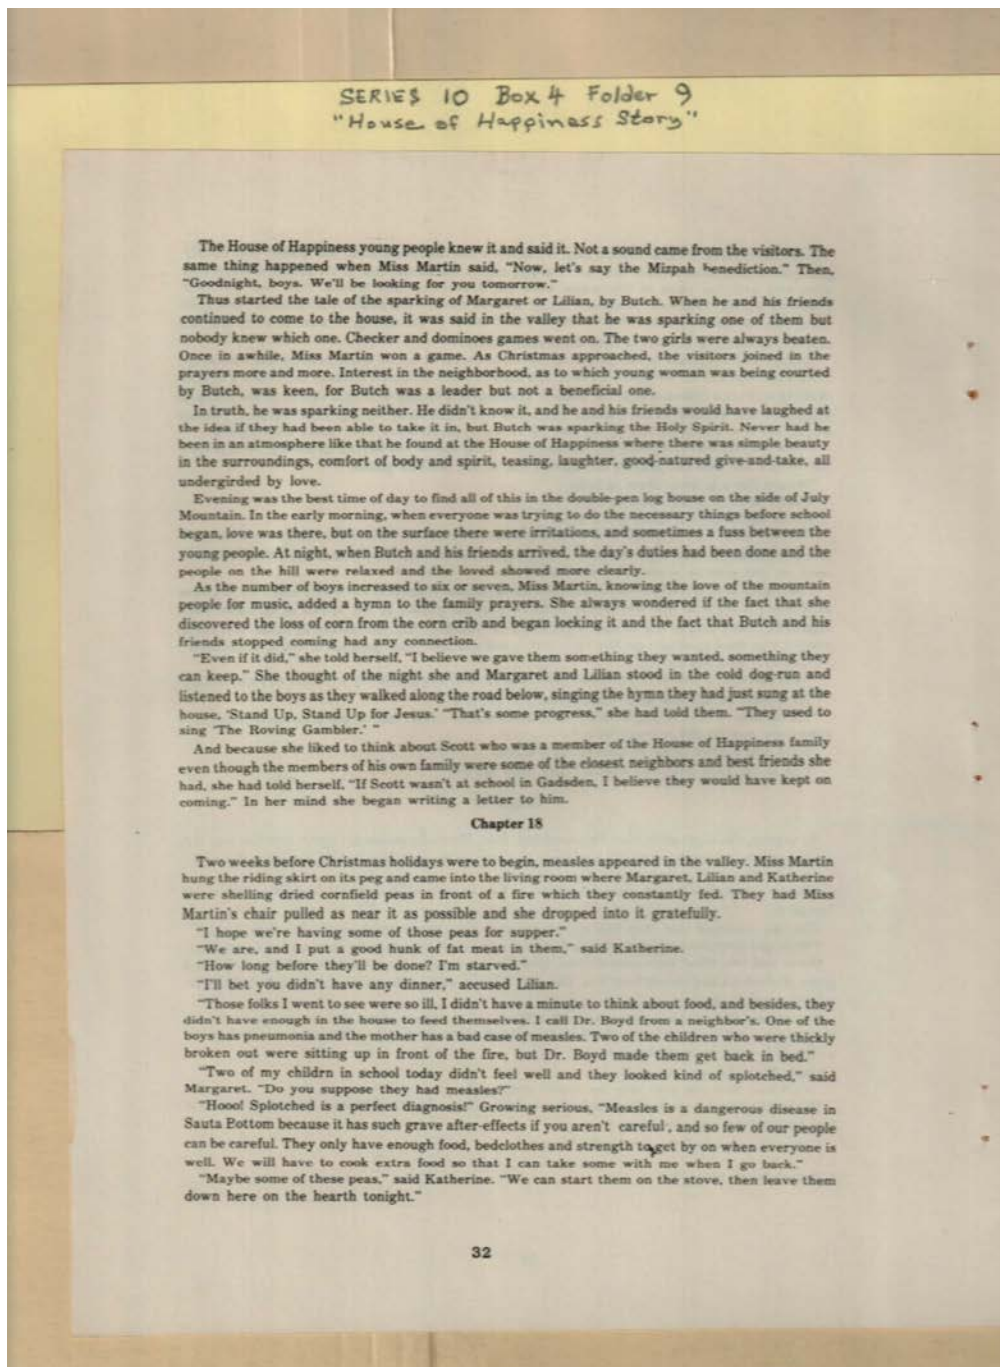 SERIES 10 Box 4 Folder 9
"House of Happiness Story"
The House of Happiness young people knew it and said it. Not a sound came from the visitors. The
same thing happened when Miss Martin said, "Now, let's say the Mizpah benediction." Then,
"Goodnight, boys. We'll be looking for you tomorrow."
Thus started the tale of the sparking of Margaret or Lilian, by Butch. When he and his friends
continued to come to the house, it was said in the valley that he was sparking one of them but
nobody knew which one. Checker and dominoes games went on. The two girls were always beaten.
Once in awhile, Miss Martin won a game. As Christmas approached, the visitors joined in the
prayers more and more. Interest in the neighborhood, as to which young woman was being courted
by Butch, was keen, for Butch was a leader but not a beneficial one.
In truth, he was sparking neither. He didn't know it, and he and his friends would have laughed at
the idea if they had been able to take it in, but Butch was sparking the Holy Spirit. Never had he
been in an atmosphere like that he found at the House of Happiness where there was simple beauty
in the surroundings, comfort of body and spirit, teasing, laughter, good-natured give-and-take, all
undergirded by love.
Evening was the best time of day to find all of this in the double-pen log house on the side of July
Mountain. In the early morning, when everyone was trying to do the necessary things before school
began, love was there, but on the surface there were irritations, and sometimes a fuss between the
young people. At night, when Butch and his friends arrived, the day's duties had been done and the
people on the hill were relaxed and the loved showed more clearly.
As the number of boys increased to six or seven, Miss Martin, knowing the love of the mountain
people for music, added a hymn to the family prayers. She always wondered if the fact that she
discovered the loss of corn from the corn crib and began locking it and the fact that Butch and his
friends stopped coming had any connection.
"Even if it did," she told herself, "I believe we gave them something they wanted, something they
can keep." She thought of the night she and Margaret and Lilian stood in the cold dog-run and
listened to the boys as they walked along the road below, singing the hymn they had just sung at the
house, 'Stand Up, Stand Up for Jesus.' "That's some progress," she had told them. "They used to
sing 'The Roving Gambler.' "
And because she liked to think about Scott who was a member of the House of Happiness family
even though the members of his own family were some of the closest neighbors and best friends she
had, she had told herself, "If Scott wasn't at school in Gadsden, I believe they would have kept on
coming." In her mind she began writing a letter to him.
Chapter 18
Two weeks before Christmas holidays were to begin, measles appeared in the valley. Miss Martin
hung the riding skirt on its peg and came into the living room where Margaret, Lilian and Katherine
were shelling dried cornfield peas in front of a fire which they constantly fed. They had Miss
Martin's chair pulled as near it as possible and she dropped into it gratefully.
"I hope we're having some of those peas for supper."
"We are, and I put a good hunk of fat meat in them," said Katherine.
"How long before they'll be done? I'm starved."
"I'll bet you didn't have any dinner," accused Lilian.
"Those folks I went to see were so ill, I didn't have a minute to think about food, and besides, they
didn't have enough in the house to feed themselves. I call Dr. Boyd from a neighbor's. One of the
boys has pneumonia and the mother has a bad case of measles. Two of the children who were thickly
broken out were sitting up in front of the fire, but Dr. Boyd made them get back in bed."
"Two of my childrn in school today didn't feel well and they looked kind of splotched," said
Margaret. "Do you suppose they had measles?"
"Hooo! Splotched is a perfect diagnosis!" Growing serious, "Measles is a dangerous disease in
Sauta Bottom because it has such grave after-effects if you aren't careful, and so few of our people
can be careful. They only have enough food, bedclothes and strength to get by on when everyone is
well. We will have to cook extra food so that I can take some with me when I go back."
"Maybe some of these peas," said Katherine. "We can start them on the stove, then leave them
down here on the hearth tonight."
32